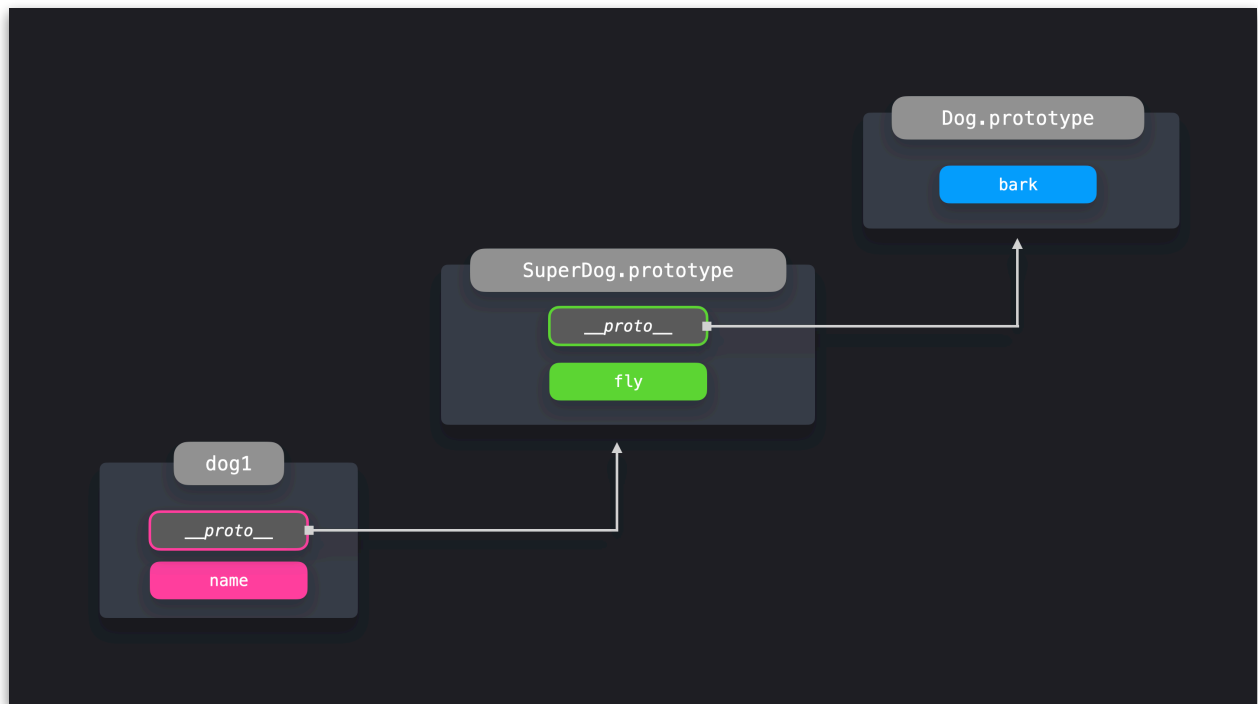 Dog.prototype
bark
SuperDog.prototype
__proto__
fly
dog1
__proto__
name